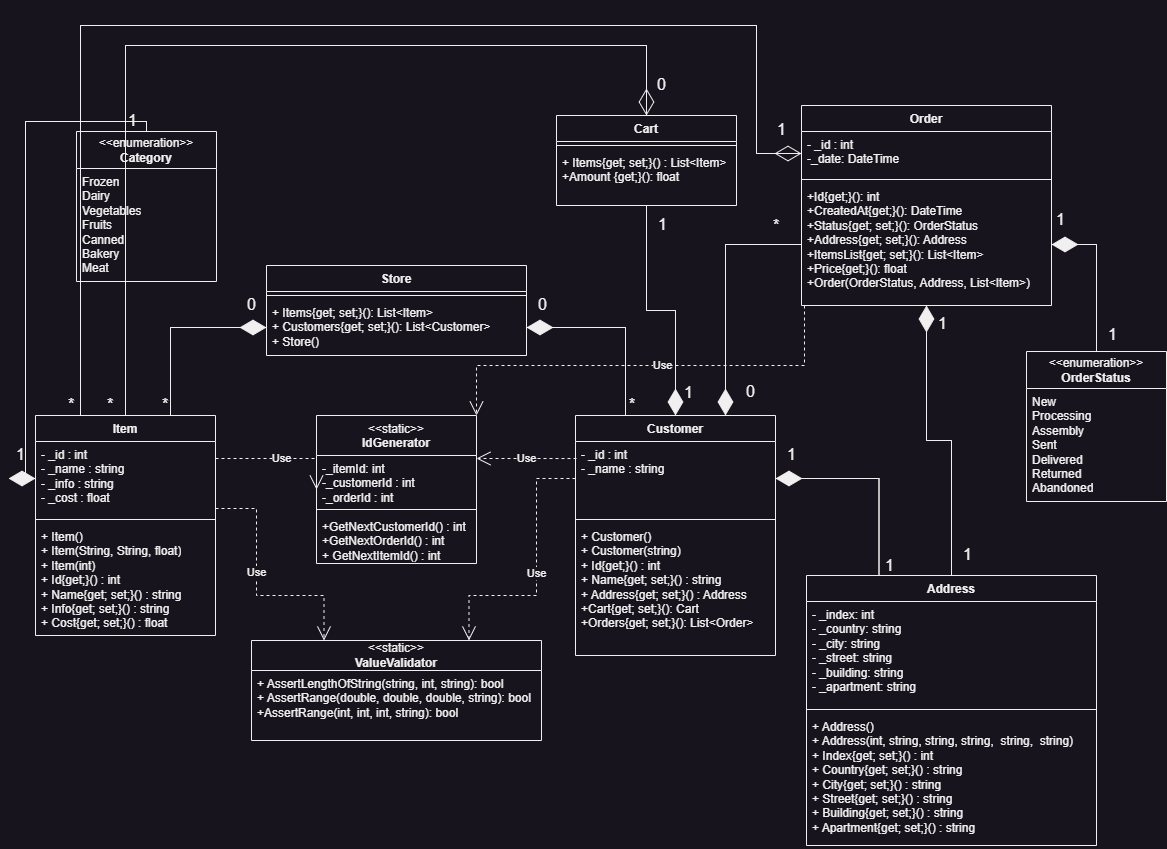 0
1
<<enumeration>>
Category
Frozen
Dairy
Vegetables
Fruits
Canned
Bakery
Meat
Cart
+ Items{get; set;}() : List<Item>
+Amount {get;}(): float
1
1
Order
- _id : int
-_date: DateTime
+Id{get;}(): int
+CreatedAt{get;}(): DateTime
+Status{get; set;}(): OrderStatus
+Address{get; set;}(): Address
+ItemsList{get; set;}(): List<Item>
+Price{get;}(): float
+Order(OrderStatus, Address, List<Item>)
*
1
1
1
<<enumeration>>
OrderStatus
New
Processing
Assembly
Sent
Delivered
Returned
Abandoned
Store
+ Items{get; set;}(): List<Item>
+ Customers{get; set;}(): List<Customer>
+ Store()
0
0
Use
*
*
*
*
1
0
1
Item
- _id : int
- _name : string
- _info : string
- _cost : float
+ Item()
+ Item(String, String, float)
+ Item(int)
+ Id{get;}() : int
+ Name{get; set;}() : string
+ Info{get; set;}() : string
+ Cost{get; set;}() : float
Use
Use
<<static>>
IdGenerator
-_itemId: int
-_customerId : int
-_orderId : int
+GetNextCustomerId() : int
+GetNextOrderId() : int
+ GetNextItemId() : int
Use
Use
Customer
- _id : int
- _name : string
+ Customer()
+ Customer(string)
+ Id{get;}() : int
+ Name{get; set;}() : string
+ Address{get; set;}() : Address
+Cart{get; set;}(): Cart
+Orders{get; set;}(): List<Order>
1
1
1
<<static>>
ValueValidator
+ AssertLengthOfString(string, int, string): bool
+ AssertRange(double, double, double, string): bool
+AssertRange(int, int, int, string): bool
Address
- _index: int
- _country: string
- _city: string
- _street: string
- _building: string
- _apartment: string
+ Address()
+ Address(int, string, string, string,  string,  string)
+ Index{get; set;}() : int
+ Country{get; set;}() : string
+ City{get; set;}() : string
+ Street{get; set;}() : string
+ Building{get; set;}() : string
+ Apartment{get; set;}() : string